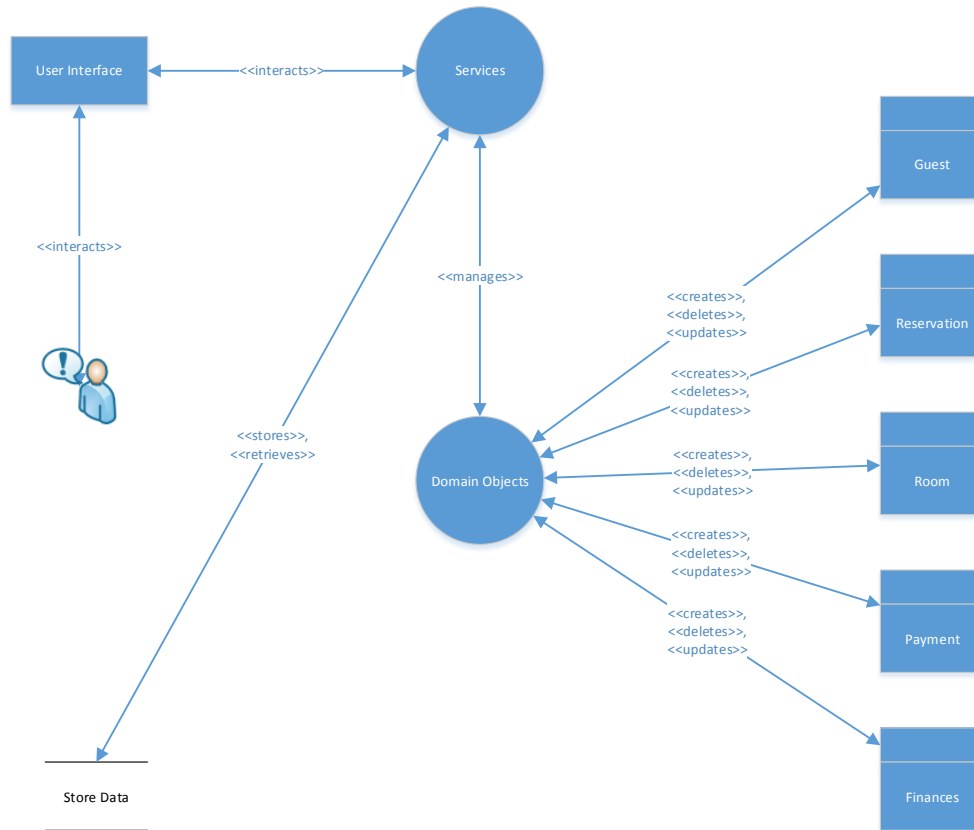 User Interface
<<interacts>>
Services
Guest
<<interacts>>
<<manages>>
<<creates>>,
<<deletes>>,
<<updates>>
Reservation
<<creates>>,
<<deletes>>,
<<updates>>
<<stores>>,
<<retrieves>>
Domain Objects
<<creates>>,
<<deletes>>,
<<updates>>
Room
<<creates>>,
<<deletes>>,
<<updates>>
Payment
<<creates>>,
<<deletes>>,
<<updates>>
Store Data
Finances